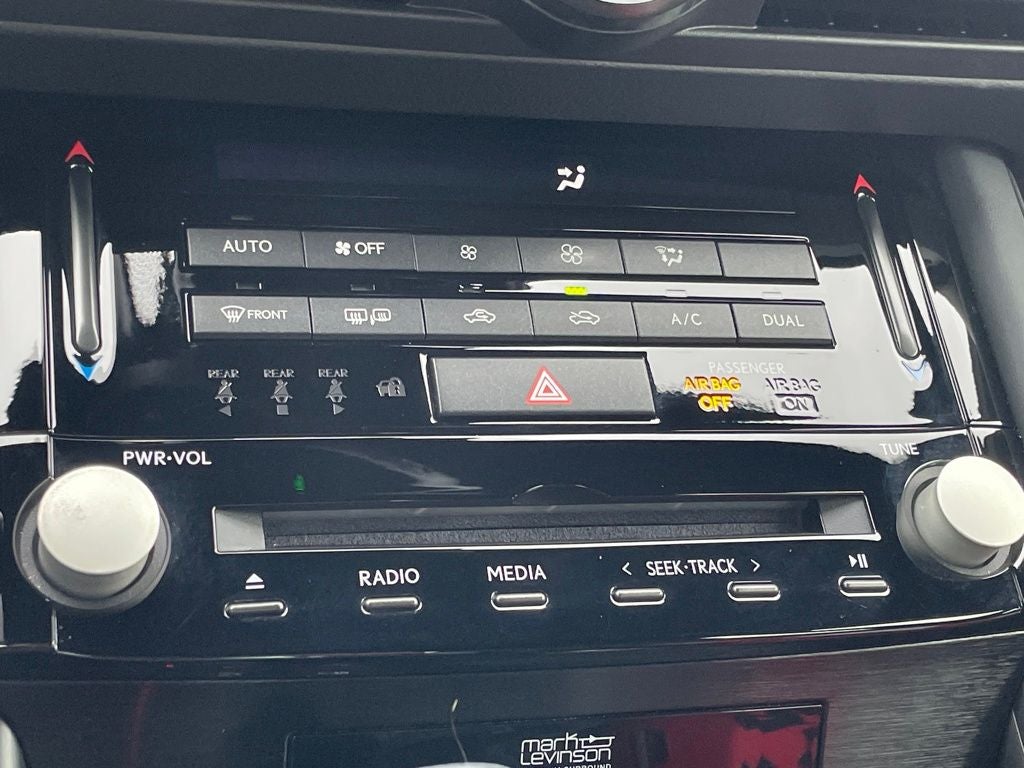 AUTO
OFF
FRONT
A/C
DUAL
REAR
REAR
REAR
PASSENGER
AIR BAG
OFF
AIR BAG
ON
PWR•VOL
TUNE
RADIO
MEDIA
< SEEK•TRACK >
mark
Levinson
SURROUND